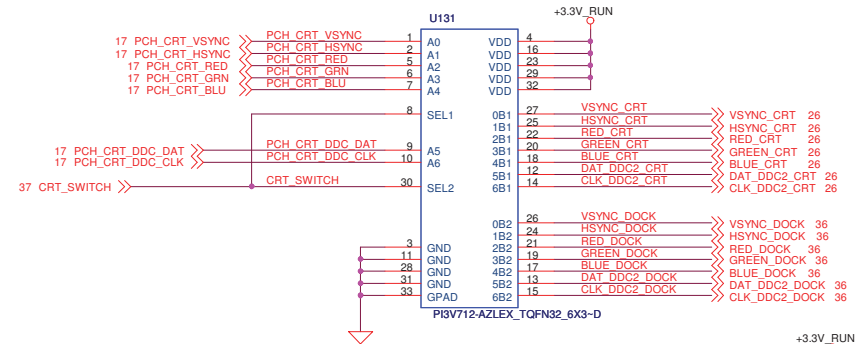 U131
+3.3V_RUN
17 PCH_CRT_VSYNC PCH_CRT_VSYNC 1 A0 VDD 4
17 PCH_CRT_HSYNC PCH_CRT_HSYNC 2 A1 VDD 16
17 PCH_CRT_RED PCH_CRT_RED 5 A2 VDD 23
17 PCH_CRT_GRN PCH_CRT_GRN 6 A3 VDD 29
17 PCH_CRT_BLU PCH_CRT_BLU 7 A4 VDD 32
8 SEL1 0B1 27 VSYNC_CRT VSYNC_CRT 26
1B1 25 HSYNC_CRT HSYNC_CRT 26
2B1 22 RED_CRT RED_CRT 26
17 PCH_CRT_DDC_DAT PCH_CRT_DDC_DAT 9 A5 3B1 20 GREEN_CRT GREEN_CRT 26
17 PCH_CRT_DDC_CLK PCH_CRT_DDC_CLK 10 A6 4B1 18 BLUE_CRT BLUE_CRT 26
5B1 12 DAT_DDC2_CRT DAT_DDC2_CRT 26
37 CRT_SWITCH CRT_SWITCH 30 SEL2 6B1 14 CLK_DDC2_CRT CLK_DDC2_CRT 26
0B2 26 VSYNC_DOCK VSYNC_DOCK 36
1B2 24 HSYNC_DOCK HSYNC_DOCK 36
3 GND 2B2 21 RED_DOCK RED_DOCK 36
11 GND 3B2 19 GREEN_DOCK GREEN_DOCK 36
28 GND 4B2 17 BLUE_DOCK BLUE_DOCK 36
31 GND 5B2 13 DAT_DDC2_DOCK DAT_DDC2_DOCK 36
33 GPAD 6B2 15 CLK_DDC2_DOCK CLK_DDC2_DOCK 36
PI3V712-AZLEX_TQFN32_6X3~D
+3.3V_RUN